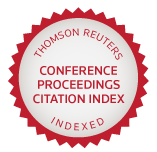 THOMSON REUTERS
CONFERENCE
PROCEEDINGS
CITATION INDEX
INDEXED